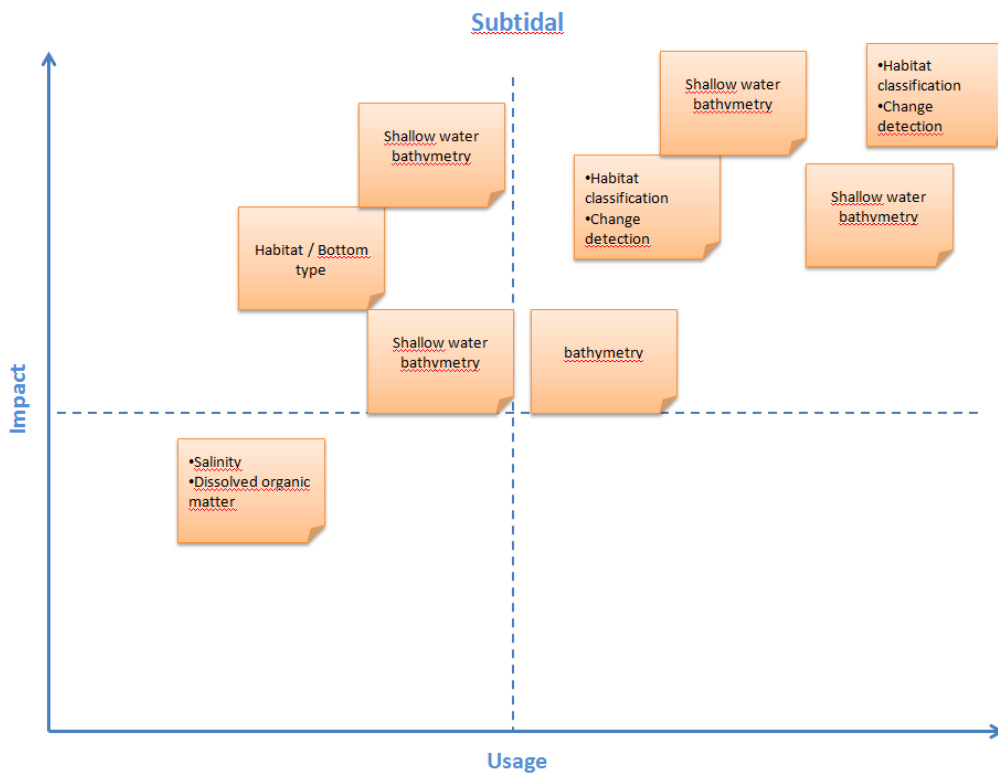 Subtidal
Shallow water
bathymetry
•Habitat
classification
•Change
detection
Shallow water
bathymetry
•Habitat
classification
•Change
detection
Shallow water
bathymetry
Habitat / Bottom
type
Shallow water
bathymetry
bathymetry
Impact
•Salinity
•Dissolved organic
matter
Usage